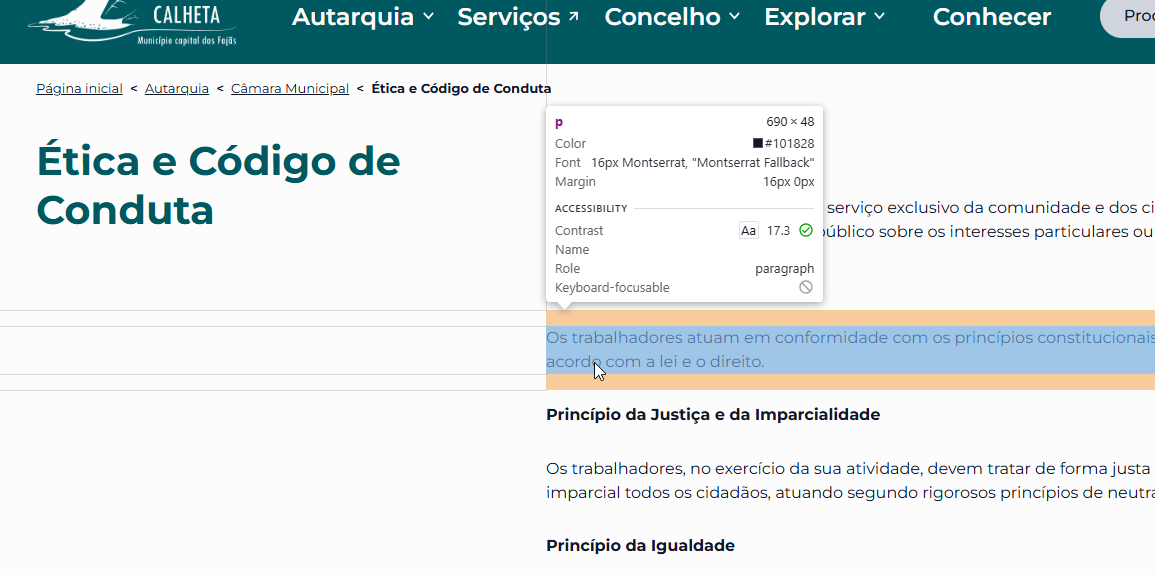 CALHETA
Município capital das Fajãs
Autarquia
Serviços
Concelho
Explorar
Conhecer
Página inicial < Autarquia < Câmara Municipal < Ética e Código de Conduta
Ética e Código de
Conduta
p 690 × 48
Color #101828
Font 16px Montserrat, "Montserrat Fallback"
Margin 16px 0px
ACCESSIBILITY
Contrast Aa 17.3
Name
Role paragraph
Keyboard-focusable
serviço exclusivo da comunidade e dos
sobre os interesses particulares ou
Os trabalhadores atuam em conformidade com os princípios constitucionais
acordo com a lei e o direito.
Princípio da Justiça e da Imparcialidade
Os trabalhadores, no exercício da sua atividade, devem tratar de forma justa
imparcial todos os cidadãos, atuando segundo rigorosos princípios de
Princípio da Igualdade